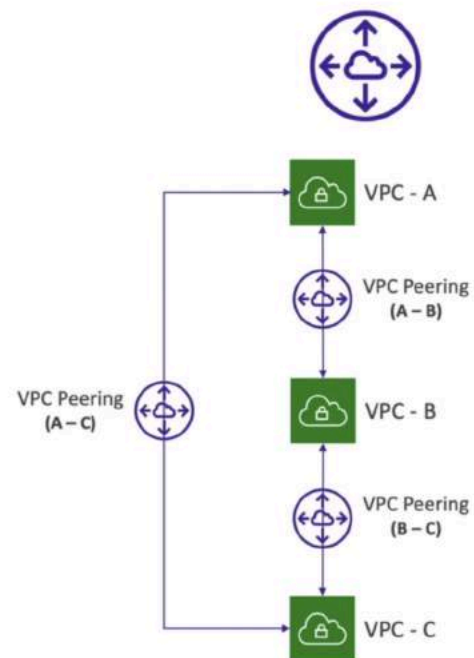 VPC - A
VPC Peering
(A – B)
VPC Peering
(A – C)
VPC - B
VPC Peering
(B – C)
VPC - C